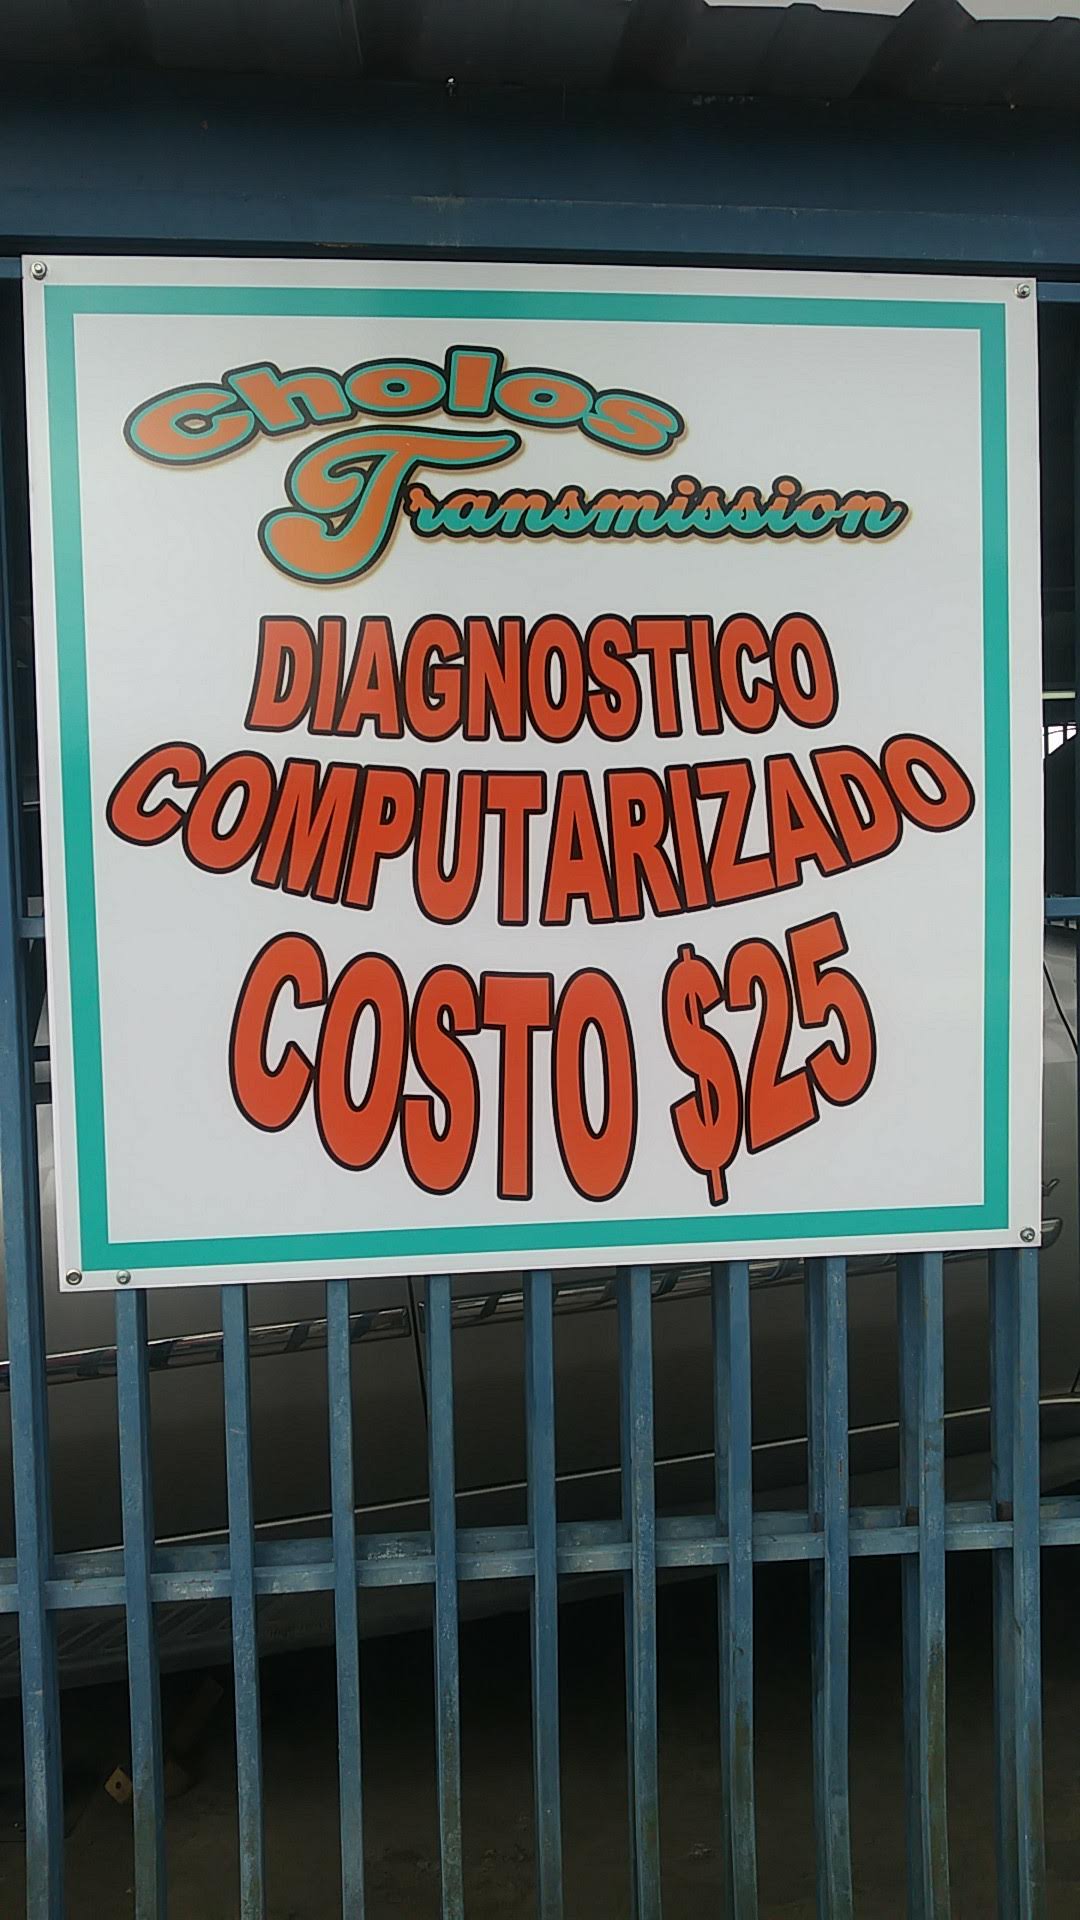 Cholos
Transmission
DIAGNOSTICO
COMPUTARIZADO
COSTO $25